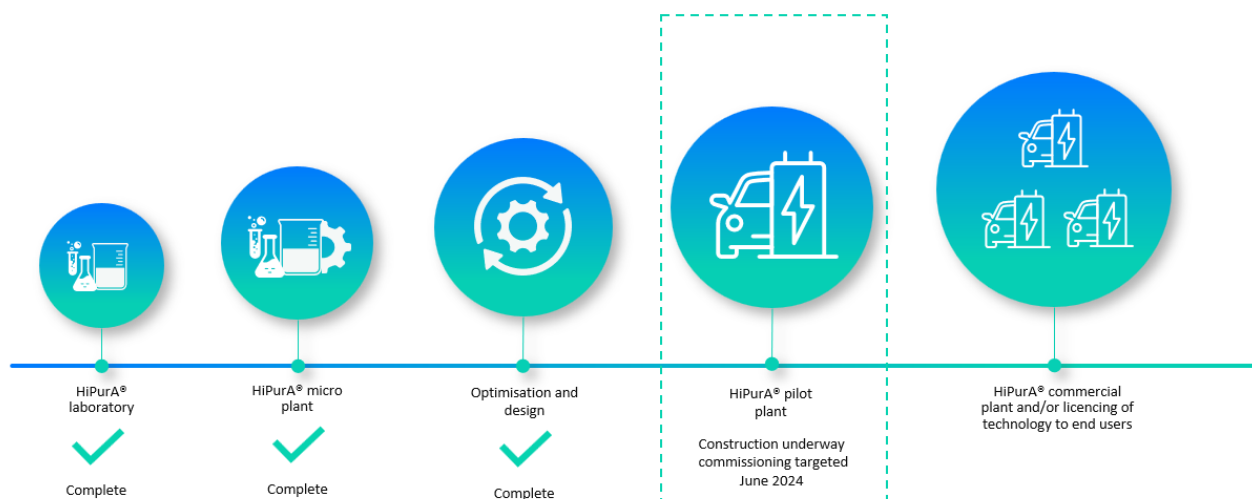 HiPurA® laboratory
Complete
HiPurA® micro
plant
Complete
Optimisation and
design
Complete
HiPurA® pilot
plant
Construction underway
commissioning targeted
June 2024
HiPurA® commercial
plant and/or licencing of
technology to end users